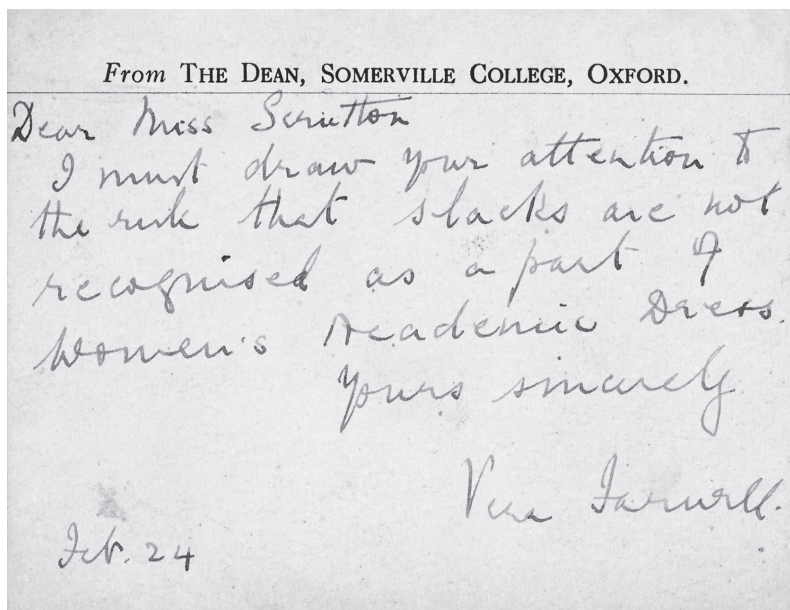 From THE DEAN, SOMERVILLE COLLEGE, OXFORD.
Dear Miss Scrutton
I must draw your attention to
the rule that slacks are not
recognised as a part of
Women's Academic Dress.
Yours sincerely
Vera Farnell.
Feb. 24